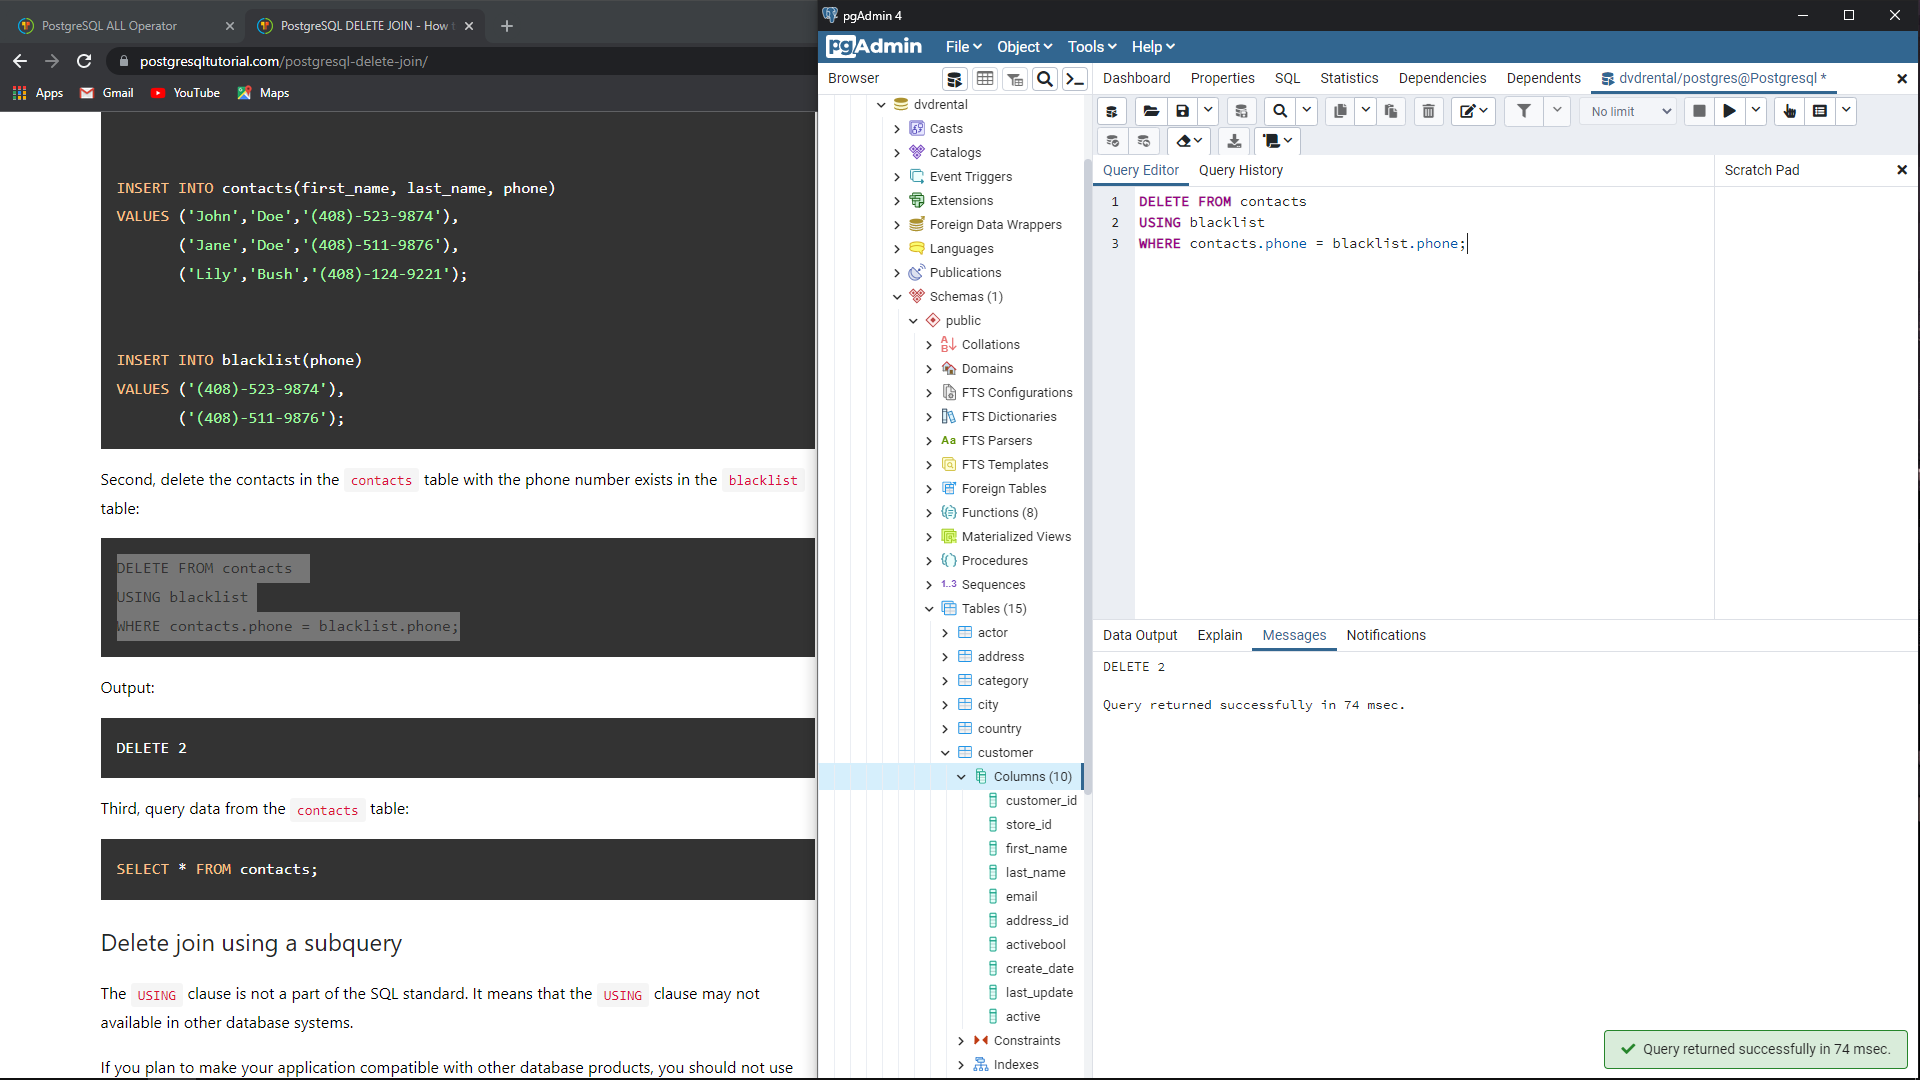 PostgreSQL ALL Operator
PostgreSQL DELETE JOIN - How
postgresqltutorial.com/postgresql-delete-join/
Apps Gmail YouTube Maps
INSERT INTO contacts(first_name, last_name, phone)
VALUES ('John','Doe','(408)-523-9874'),
('Jane','Doe','(408)-511-9876'),
('Lily','Bush','(408)-124-9221');
INSERT INTO blacklist(phone)
VALUES ('(408)-523-9874'),
('(408)-511-9876');
Second, delete the contacts in the contacts table with the phone number exists in the blacklist
table:
DELETE FROM contacts
USING blacklist
WHERE contacts.phone = blacklist.phone;
Output:
DELETE 2
Third, query data from the contacts table:
SELECT * FROM contacts;
Delete join using a subquery
The USING clause is not a part of the SQL standard. It means that the USING clause may not
available in other database systems.
If you plan to make your application compatible with other database products, you should not use
pgAdmin 4
pgAdmin File Object Tools Help
Browser
dvdrental
Casts
Catalogs
Event Triggers
Extensions
Foreign Data Wrappers
Languages
Publications
Schemas (1)
public
Collations
Domains
FTS Configurations
FTS Dictionaries
Aa FTS Parsers
FTS Templates
Foreign Tables
Functions (8)
Materialized Views
Procedures
1..3 Sequences
Tables (15)
actor
address
category
city
country
customer
Columns (10)
customer_id
store_id
first_name
last_name
email
address_id
activebool
create_date
last_update
active
Constraints
Indexes
Dashboard Properties SQL Statistics Dependencies Dependents dvdrental/postgres@Postgresql *
No limit
Query Editor Query History
Scratch Pad
1 DELETE FROM contacts
2 USING blacklist
3 WHERE contacts.phone = blacklist.phone;
Data Output Explain Messages Notifications
DELETE 2
Query returned successfully in 74 msec.
Query returned successfully in 74 msec.